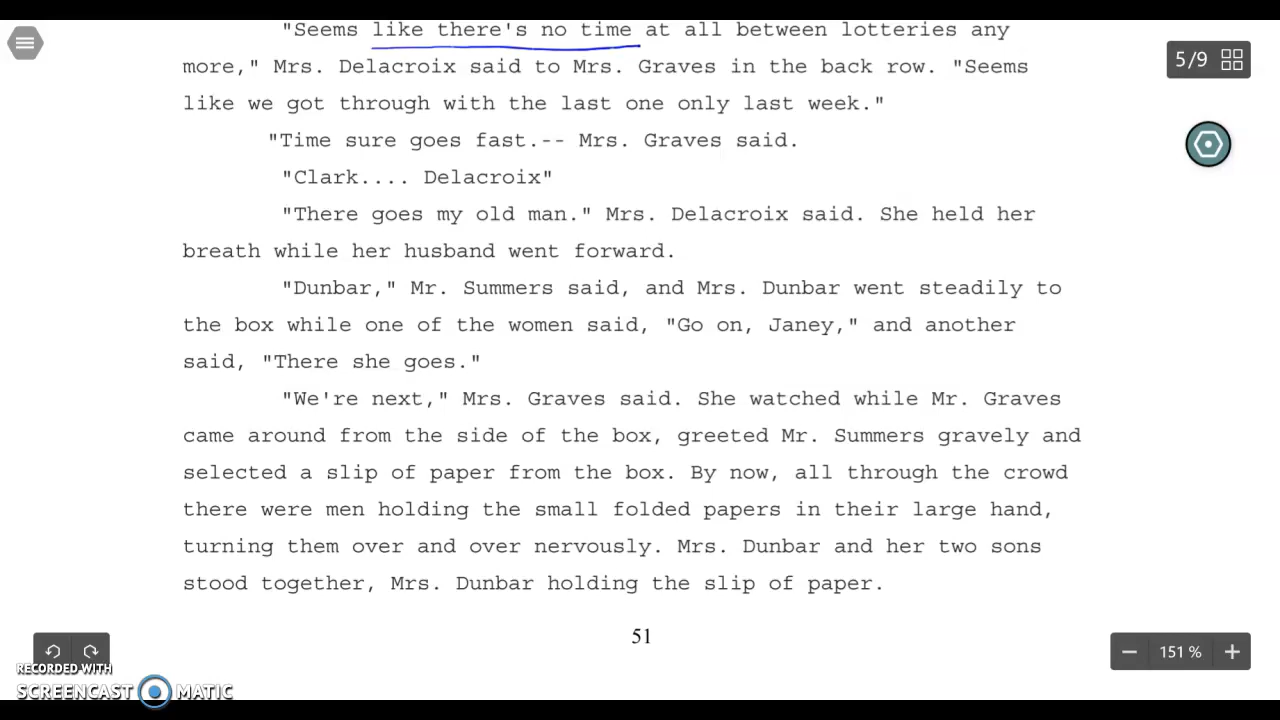 "Seems like there's no time at all between lotteries any
5/9
more," Mrs. Delacroix said to Mrs. Graves in the back row. "Seems
like we got through with the last one only last week."
"Time sure goes fast.-- Mrs. Graves said.
"Clark.... Delacroix"
"There goes my old man." Mrs. Delacroix said. She held her
breath while her husband went forward.
"Dunbar," Mr. Summers said, and Mrs. Dunbar went steadily to
the box while one of the women said, "Go on, Janey," and another
said, "There she goes."
"We're next," Mrs. Graves said. She watched while Mr. Graves
came around from the side of the box, greeted Mr. Summers gravely and
selected a slip of paper from the box. By now, all through the crowd
there were men holding the small folded papers in their large hand,
turning them over and over nervously. Mrs. Dunbar and her two sons
stood together, Mrs. Dunbar holding the slip of paper.
51
151 %
RECORDED WITH
SCREENCAST MATIC